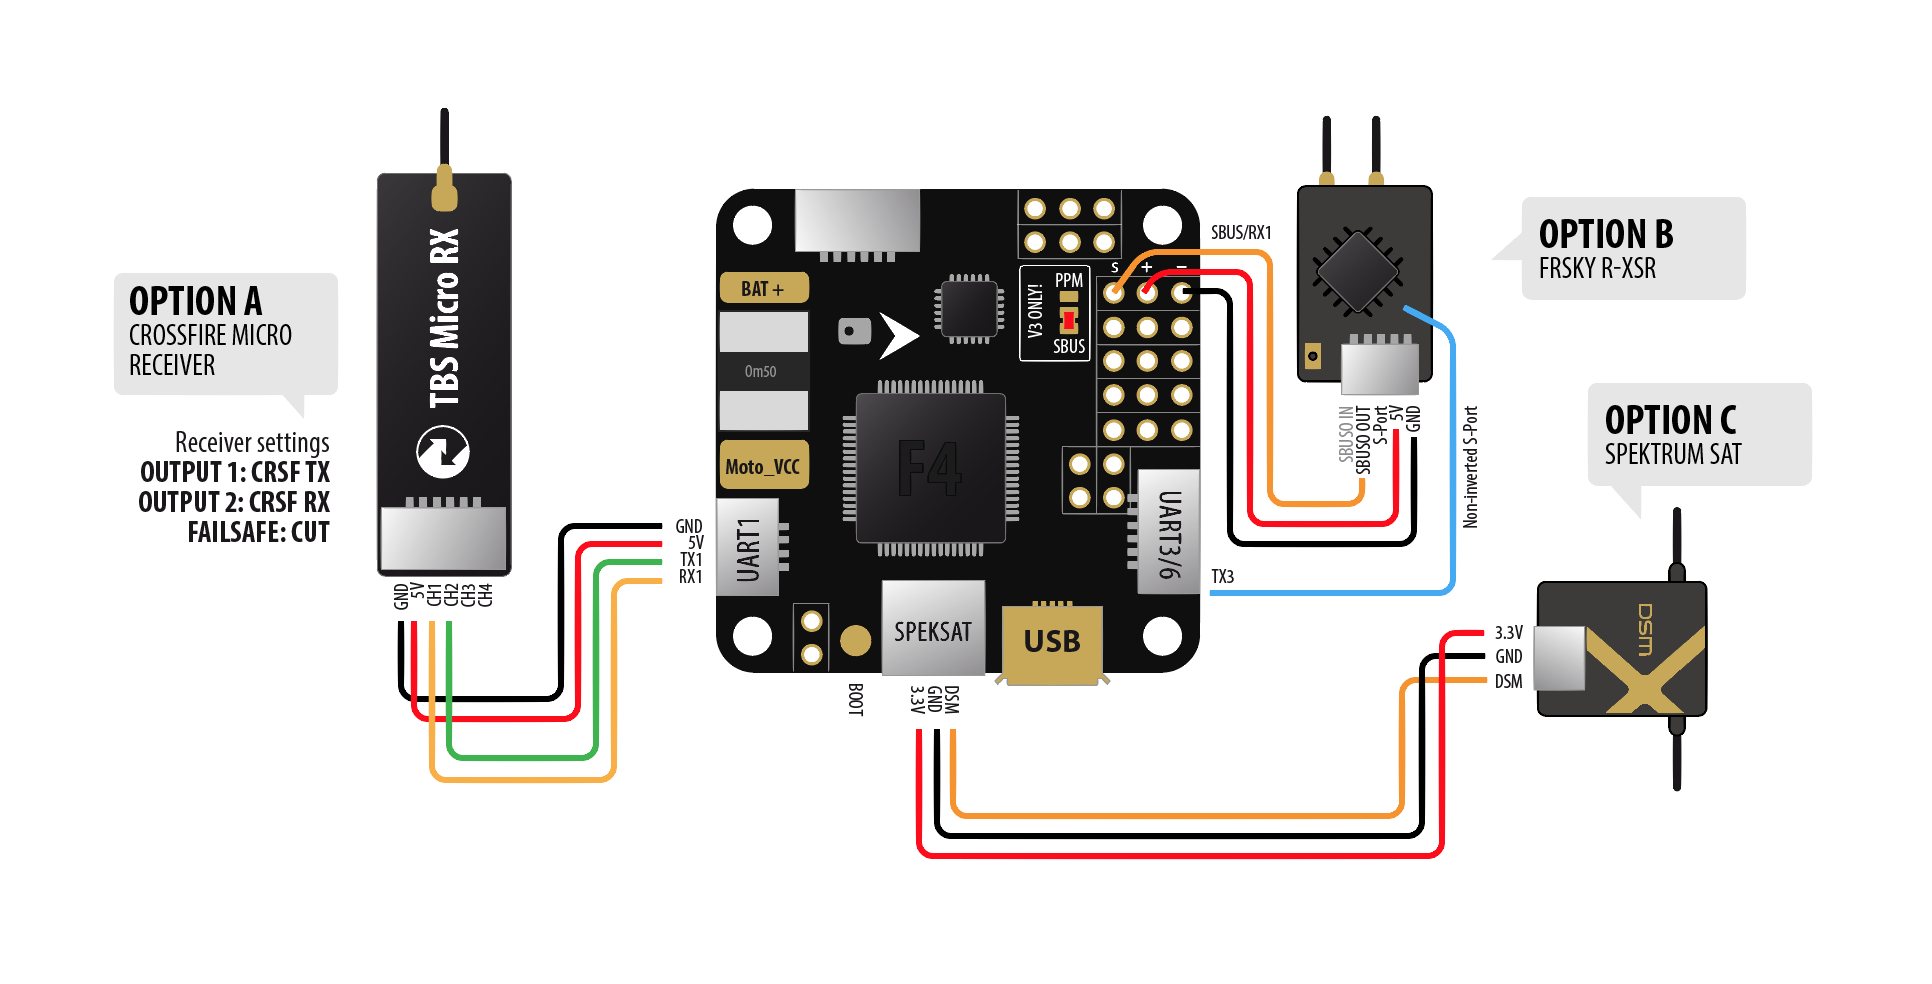 OPTION A
CROSSFIRE MICRO
RECEIVER
Receiver settings
OUTPUT 1: CRSF TX
OUTPUT 2: CRSF RX
FAILSAFE: CUT
TBS Micro RX
GND
5V
CH1
CH2
CH3
CH4
GND
5V
TX1
RX1
BAT +
0m50
Moto_VCC
UART1
F4
V3 ONLY!
PPM
SBUS
S
+
−
UART3/6
SPEKSAT
USB
BOOT
3.3V
GND
DSM
SBUS/RX1
TX3
SBUSO IN
SBUSO OUT
S-Port
5V
GND
Non-inverted S-Port
OPTION B
FRSKY R-XSR
OPTION C
SPEKTRUM SAT
3.3V
GND
DSM
DSM